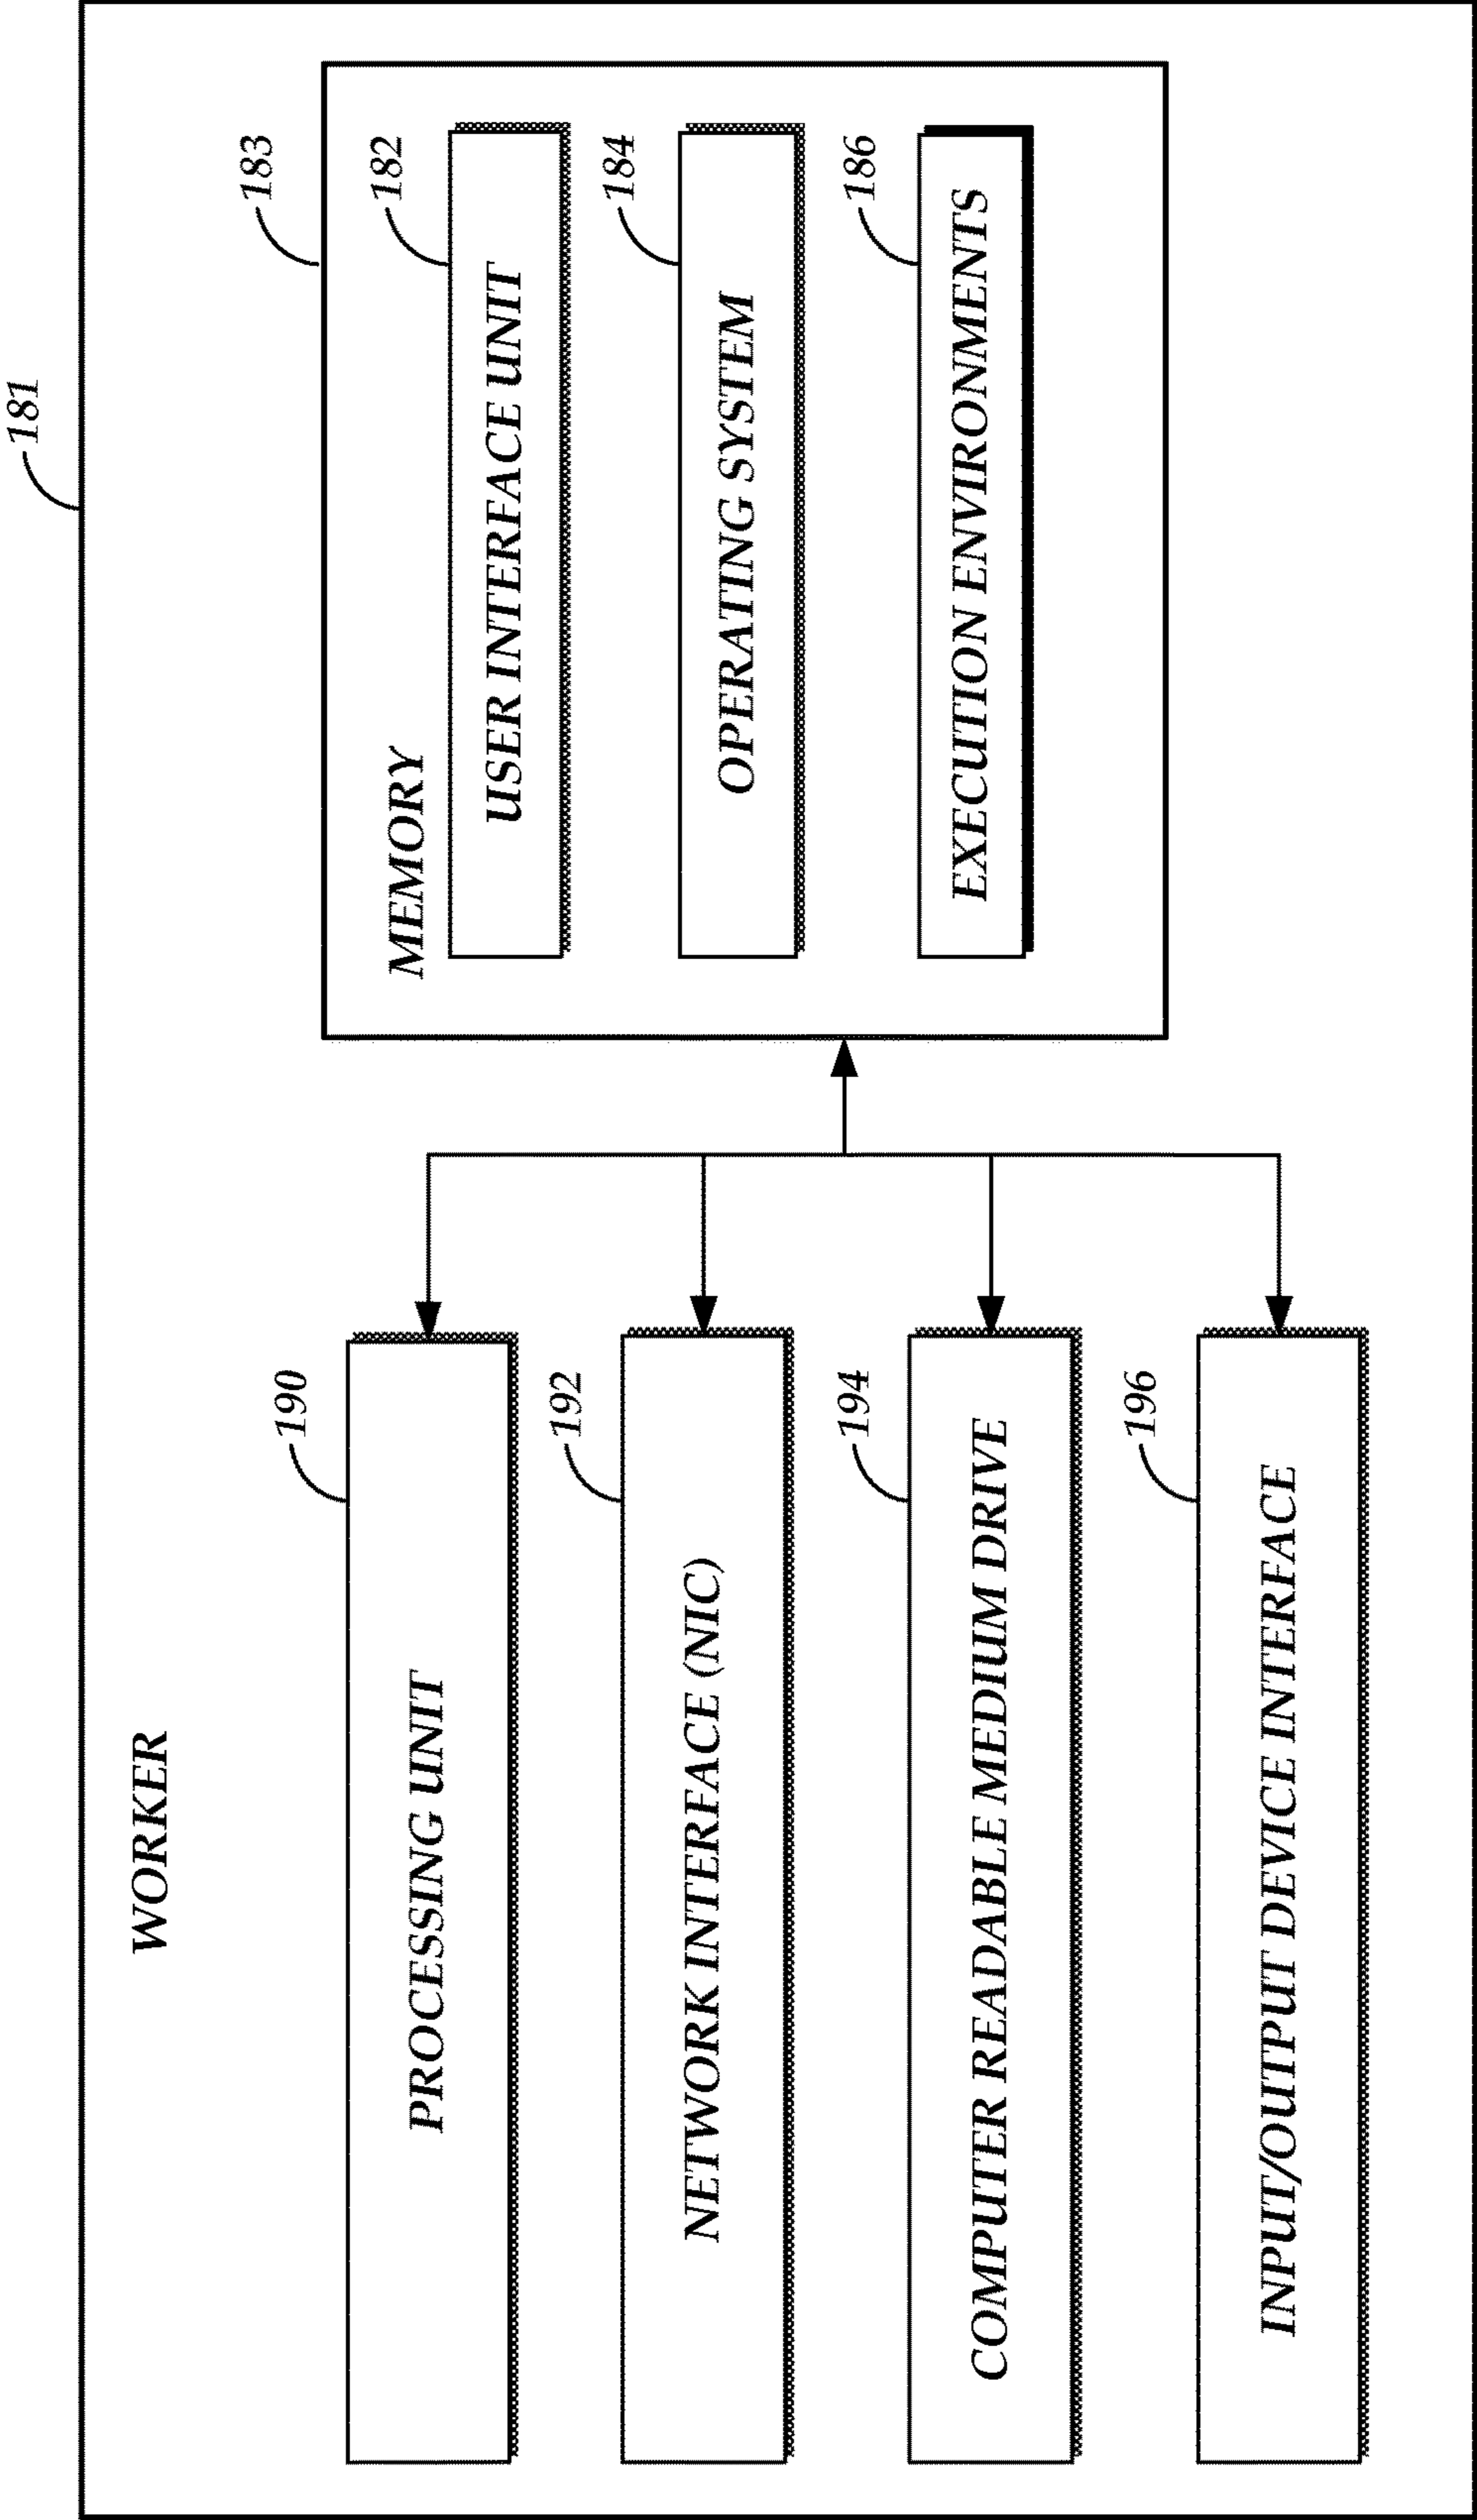 181
WORKER
190
PROCESSING UNIT
192
NETWORK INTERFACE (NIC)
194
COMPUTER READABLE MEDIUM DRIVE
196
INPUT/OUTPUT DEVICE INTERFACE
183
MEMORY
182
USER INTERFACE UNIT
184
OPERATING SYSTEM
186
EXECUTION ENVIRONMENTS